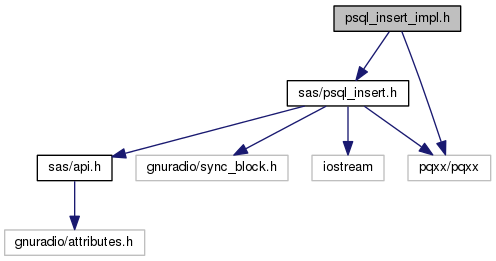 psql_insert_impl.h
sas/psql_insert.h
sas/api.h
gnuradio/sync_block.h
iostream
pqxx/pqxx
gnuradio/attributes.h